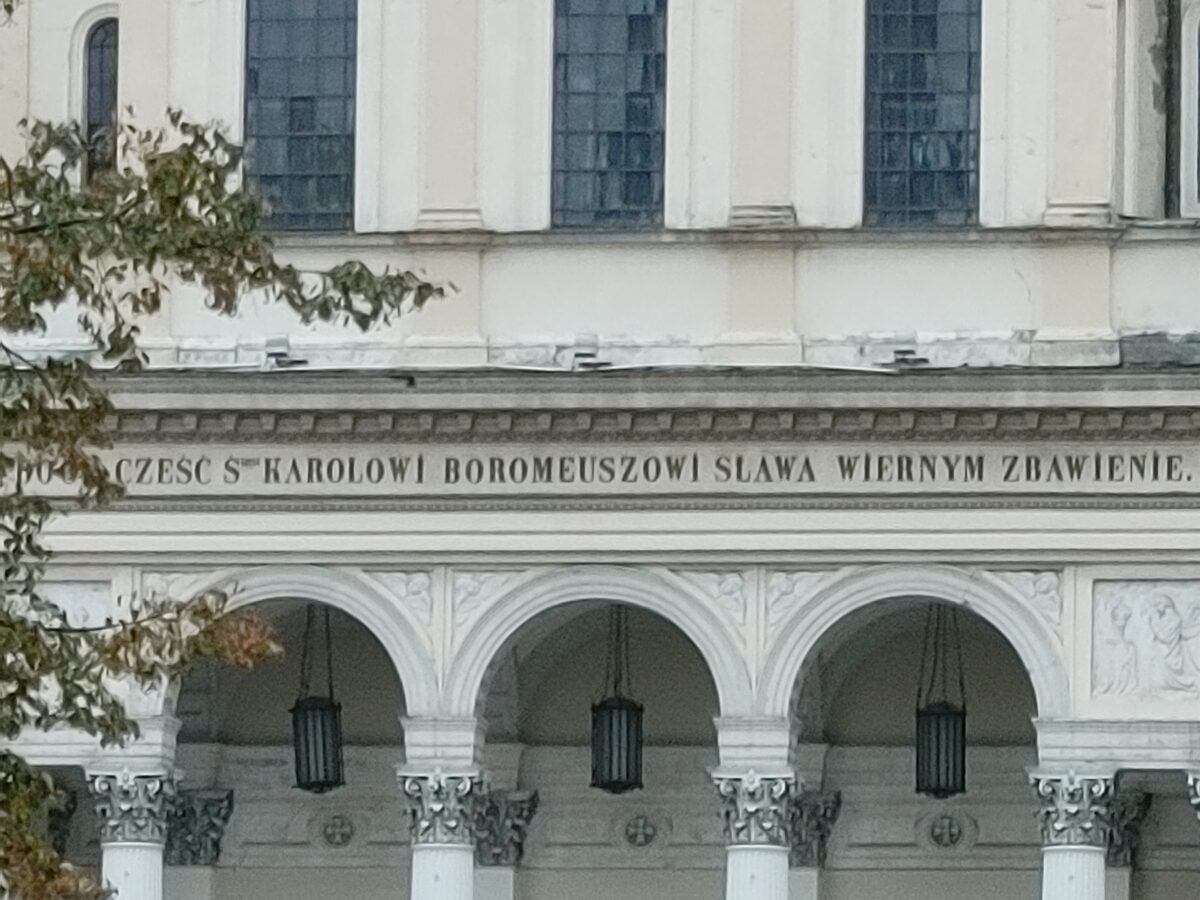 CZEŚĆ Ś KAROLOWI BOROMEUSZOWI SŁAWA WIERNYM ZBAWIENIE.